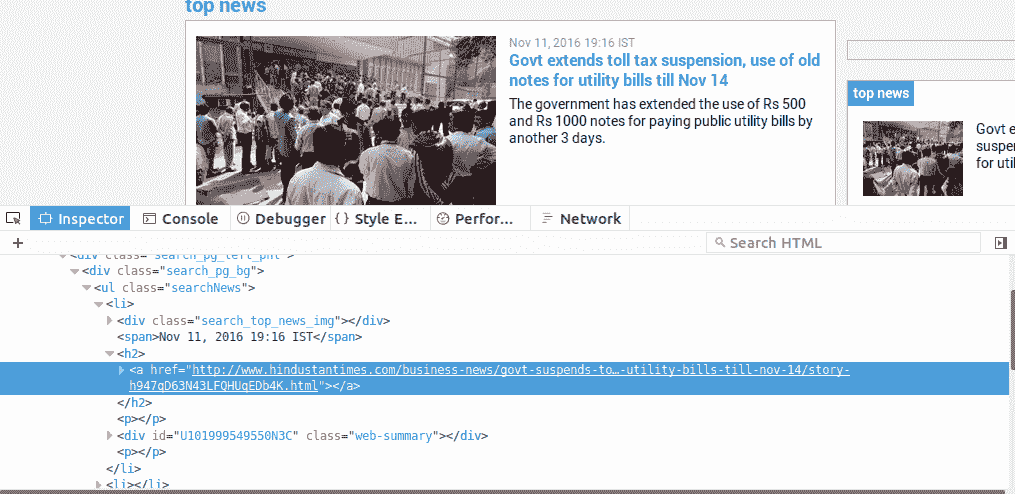 top news
Nov 11, 2016 19:16 IST
Govt extends toll tax suspension, use of old
notes for utility bills till Nov 14
The government has extended the use of Rs 500
and Rs 1000 notes for paying public utility bills by
another 3 days.
top news
Govt e
suspen
for util
Inspector
Console
Debugger
{ } Style E...
Perfor...
Network
+
Search HTML
<div class="search_pg_left_pnl">
<div class="search_pg_bg">
<ul class="searchNews">
<li>
<div class="search_top_news_img"></div>
<span>Nov 11, 2016 19:16 IST</span>
<h2>
<a href="http://www.hindustantimes.com/business-news/govt-suspends-to…-utility-bills-till-nov-14/story-
h947qD63N43LFQHUqEDb4K.html"></a>
</h2>
<p></p>
<div id="U101999549550N3C" class="web-summary"></div>
<p></p>
</li>
<li></li>